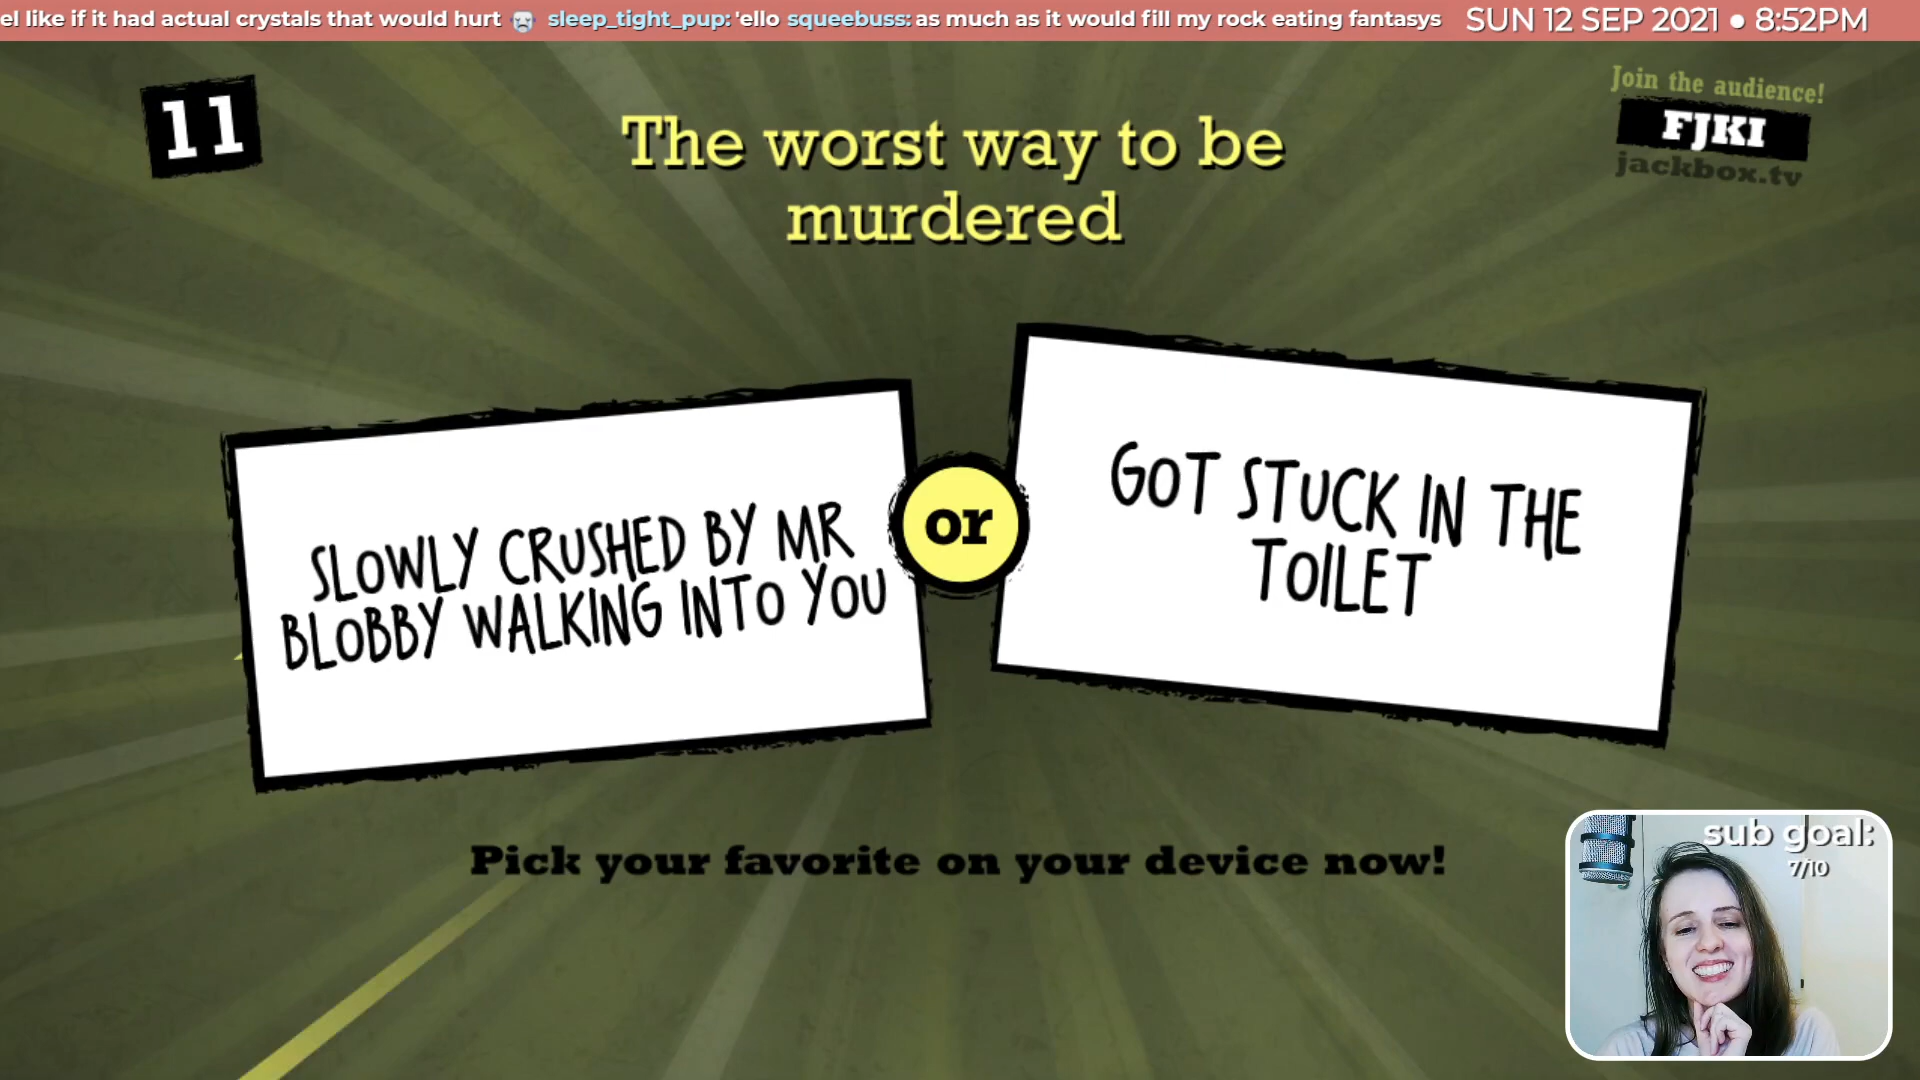 el like if it had actual crystals that would hurt sleep_tight_pup: 'ello squeebuss: as much as it would fill my rock eating fantasys SUN 12 SEP 2021 ● 8:52PM
11
The worst way to be
murdered
Join the audience!
FJKI
jackbox.tv
SLOWLY CRUSHED BY MR
BLOBBY WALKING INTO YOU
or
GOT STUCK IN THE
TOILET
Pick your favorite on your device now!
sub goal:
7/10